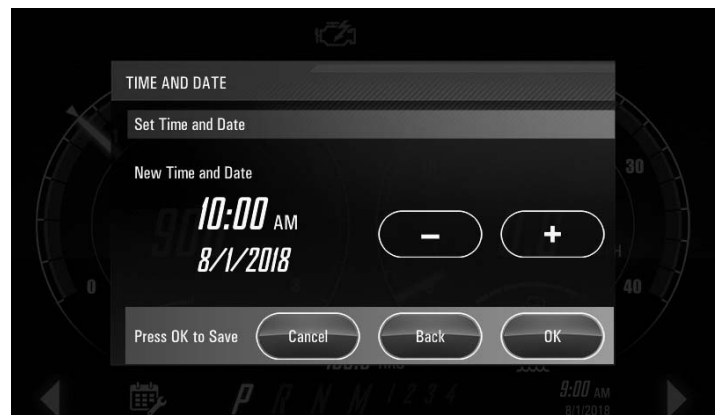 TIME AND DATE
Set Time and Date
New Time and Date
10:00 AM
8/1/2018
- +
30
0
40
Press OK to Save Cancel Back OK
P R N M 1 2 3 4
9:00 AM
8/1/2018